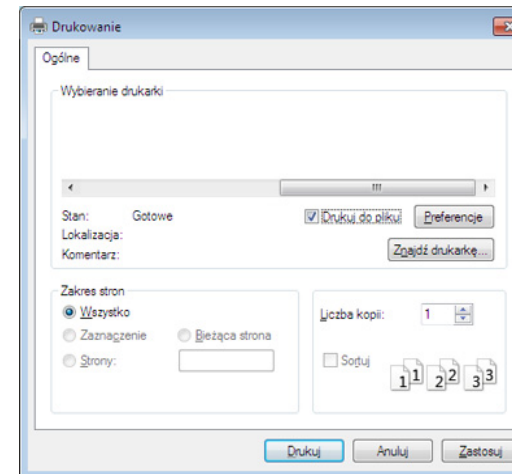 Drukowanie
Ogólne
Wybieranie drukarki
Stan: Gotowe
Drukuj do pliku
Preferencje
Lokalizacja:
Komentarz:
Znajdź drukarkę...
Zakres stron
Wszystko
Zaznaczenie
Bieżąca strona
Strony:
Liczba kopii: 1
Sortuj
1 1 2 2 3 3
Drukuj
Anuluj
Zastosuj